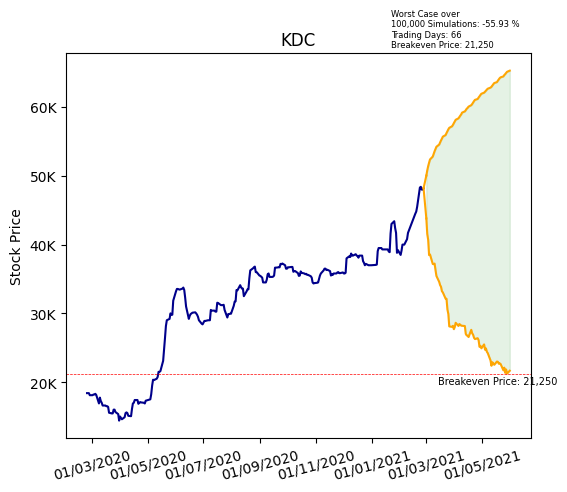 Worst Case over
100,000 Simulations: -55.93 %
Trading Days: 66
Breakeven Price: 21,250
KDC
Stock Price
60K
50K
40K
30K
20K
Breakeven Price: 21,250
01/03/2020
01/05/2020
01/07/2020
01/09/2020
01/11/2020
01/01/2021
01/03/2021
01/05/2021